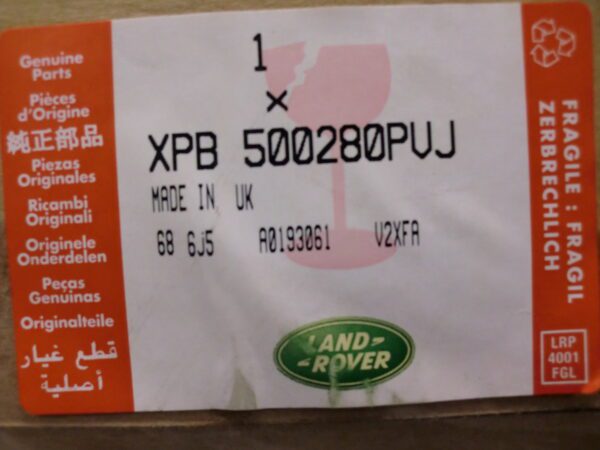 Genuine
Parts
Pièces
d'Origine
純正部品
Piezas
Originales
Ricambi
Originali
Originele
Onderdelen
Peças
Genuinas
Originalteile
قطع غيار
أصلية
1
x
XPB 500280PVJ
MADE IN UK
68 6J5 A0193061 V2XFA
LAND-
-ROVER
FRAGILE : FRAGIL
ZERBRECHLICH
LRP
4001
FGL